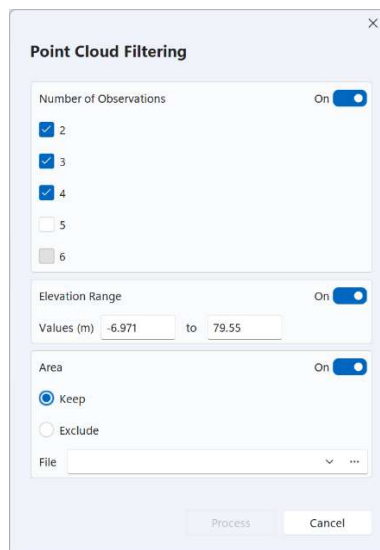 Point Cloud Filtering
Number of Observations On
2
3
4
5
6
Elevation Range On
Values (m) -6.971 to 79.55
Area On
Keep
Exclude
File
Process Cancel